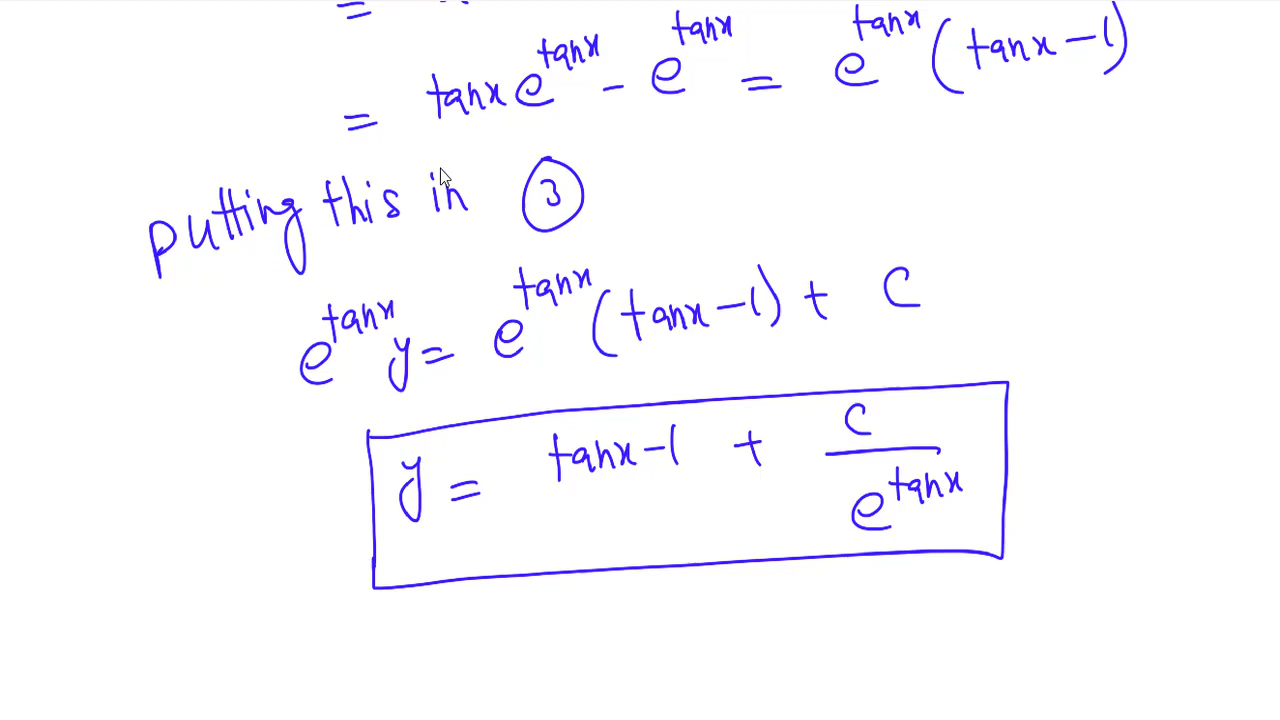 =
= tanx e^tanx - e^tanx = e^tanx (tanx-1)
putting this in ③
e^tanx y = e^tanx (tanx-1) + C
y = tanx-1 + C/e^tanx